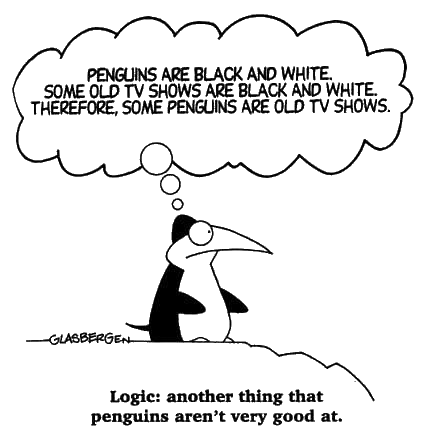 PENGUINS ARE BLACK AND WHITE.
SOME OLD TV SHOWS ARE BLACK AND WHITE.
THEREFORE, SOME PENGUINS ARE OLD TV SHOWS.
GLASBERGEN
Logic: another thing that
penguins aren't very good at.